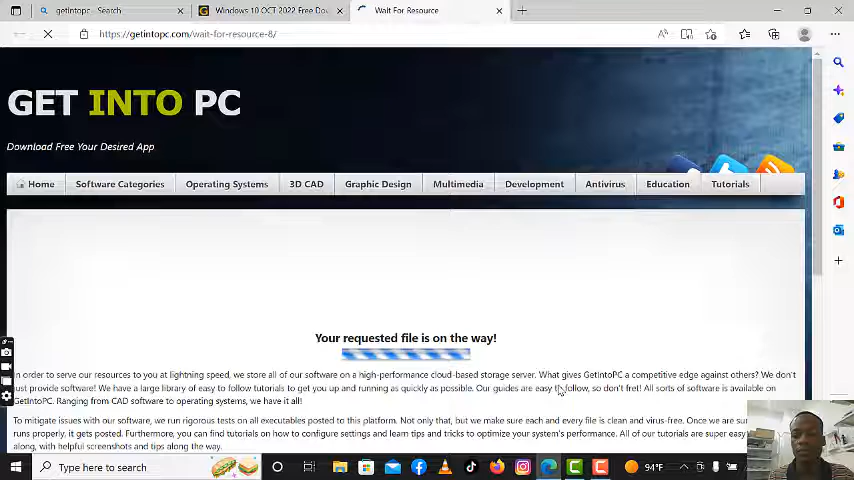 getintopc - Search
Windows 10 OCT 2022 Free Do
Wait For Resource
https://getintopc.com/wait-for-resource-8/
GET INTO PC
Download Free Your Desired App
Home Software Categories Operating Systems 3D CAD Graphic Design Multimedia Development Antivirus Education Tutorials
Your requested file is on the way!
In order to serve our resources to you at lightning speed, we store all of our software on a high-performance cloud-based storage server. What gives GetIntoPC a competitive edge against others? We don't
just provide software! We have a large library of easy to follow tutorials to get you up and running as quickly as possible. Our guides are easy to follow, so don't fret! All sorts of software is available on
GetIntoPC. Ranging from CAD software to operating systems, we have it all!
To mitigate issues with our software, we run rigorous tests on all executables posted to this platform. Not only that, but we make sure each and every file is clean and virus-free. Once we are su
runs properly, it gets posted. Furthermore, you can find tutorials on how to configure settings and learn tips and tricks to optimize your system's performance. All of our tutorials are super easy
along, with helpful screenshots and tips along the way.
Type here to search
94°F